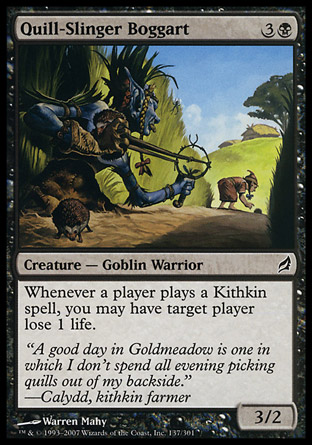 Quill-Slinger Boggart 3
Creature — Goblin Warrior
Whenever a player plays a Kithkin
spell, you may have target player
lose 1 life.
“A good day in Goldmeadow is one in
which I don’t spend all evening picking
quills out of my backside.”
—Calydd, kithkin farmer
Warren Mahy
™ & © 1993–2007 Wizards of the Coast, Inc. 137/301
3/2